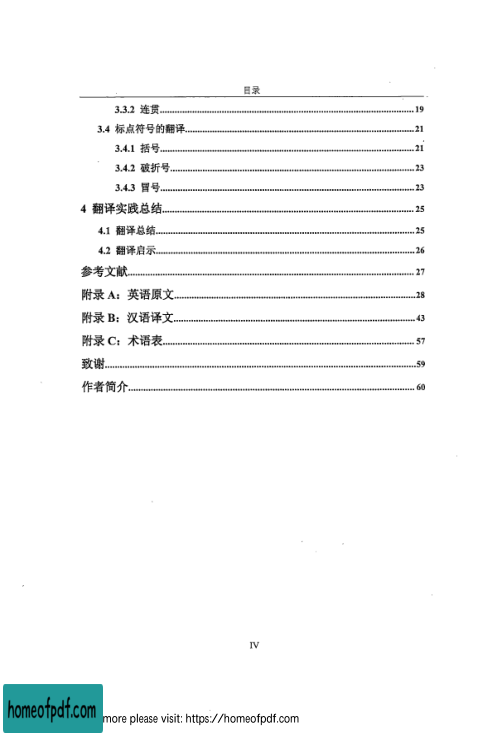 目录
3.3.2 连贯........19
3.4 标点符号的翻译........21
3.4.1 括号........21
3.4.2 破折号........23
3.4.3 冒号........23
4 翻译实践总结........25
4.1 翻译总结........25
4.2 翻译启示........26
参考文献........27
附录 A：英语原文........28
附录 B：汉语译文........43
附录 C：术语表........57
致谢........59
作者简介........60
IV
homeofpdf.com
more please visit: https://homeofpdf.com